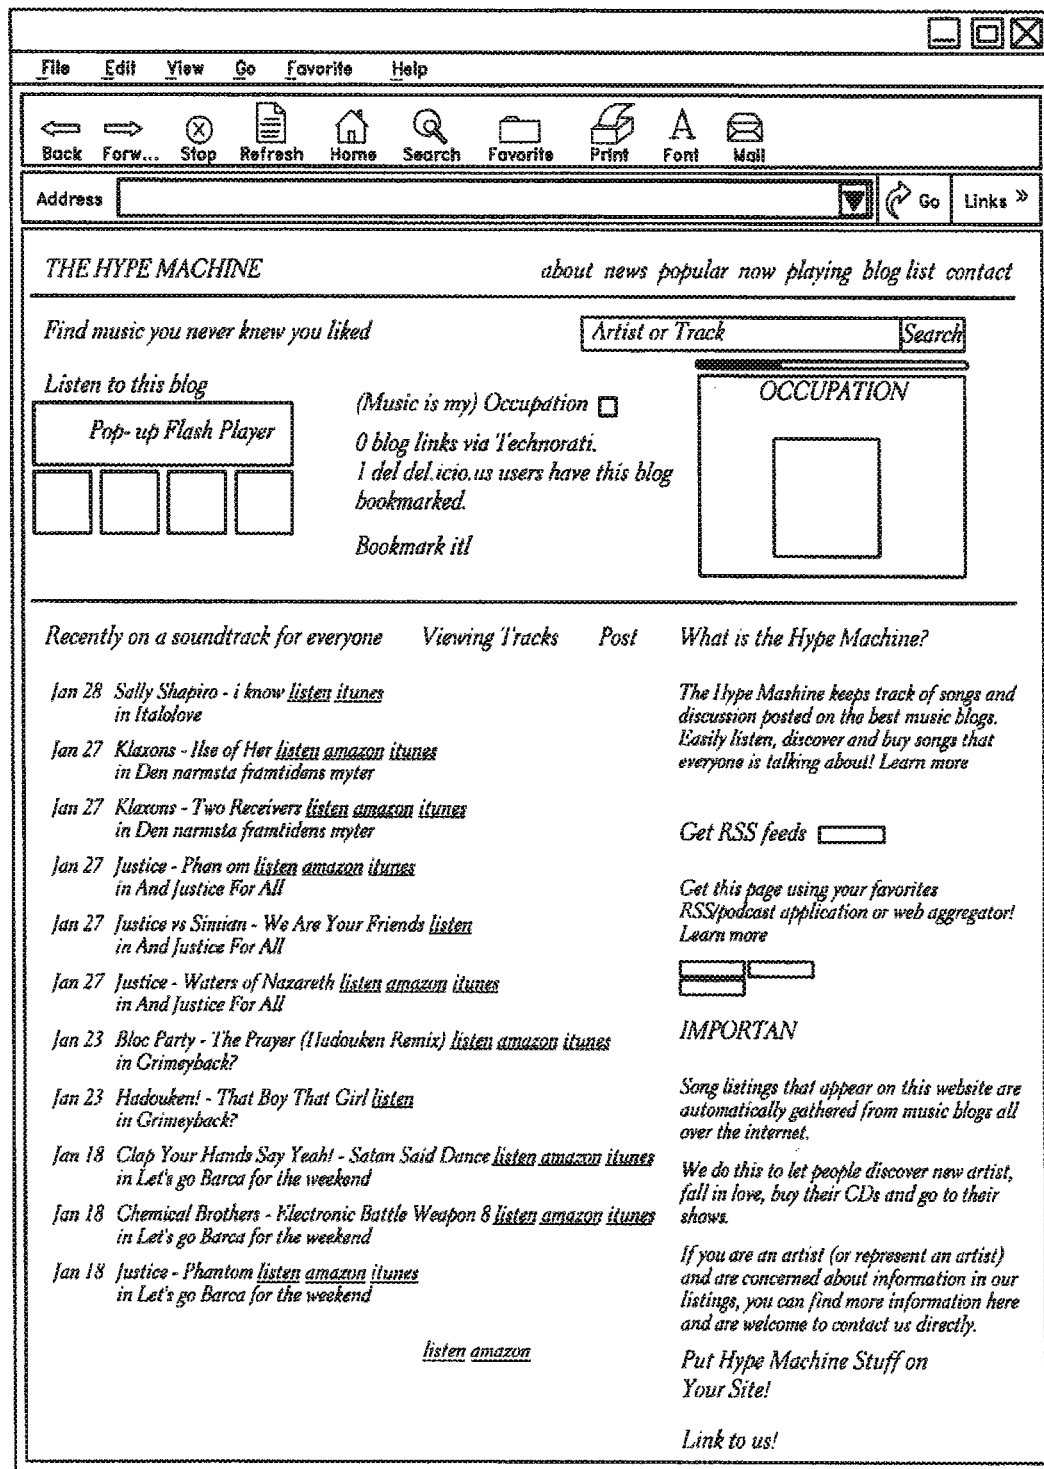 File Edit View Go Favorite Help
Back Forw... Stop Refresh Home Search Favorite Print Font Mail
Address Go Links »
THE HYPE MACHINE about news popular now playing blog list contact
Find music you never knew you liked
Artist or Track Search
Listen to this blog
Pop- up Flash Player
(Music is my) Occupation
0 blog links via Technorati.
1 del del.icio.us users have this blog
bookmarked.
Bookmark it!
OCCUPATION
Recently on a soundtrack for everyone Viewing Tracks Post
Jan 28 Sally Shapiro - i know listen itunes
in Italolove
Jan 27 Klaxons - Ilse of Her listen amazon itunes
in Den narmsta framtidens myter
Jan 27 Klaxons - Two Receivers listen amazon itunes
in Den narmsta framtidens myter
Jan 27 Justice - Phan om listen amazon itunes
in And Justice For All
Jan 27 Justice vs Simian - We Are Your Friends listen
in And Justice For All
Jan 27 Justice - Waters of Nazareth listen amazon itunes
in And Justice For All
Jan 23 Bloc Party - The Prayer (Hadouken Remix) listen amazon itunes
in Grimeyback?
Jan 23 Hadouken! - That Boy That Girl listen
in Grimeyback?
Jan 18 Clap Your Hands Say Yeah! - Satan Said Dance listen amazon itunes
in Let's go Barca for the weekend
Jan 18 Chemical Brothers - Electronic Battle Weapon 8 listen amazon itunes
in Let's go Barca for the weekend
Jan 18 Justice - Phantom listen amazon itunes
in Let's go Barca for the weekend
listen amazon
What is the Hype Machine?
The Hype Mashine keeps track of songs and
discussion posted on the best music blogs.
Easily listen, discover and buy songs that
everyone is talking about! Learn more
Get RSS feeds
Get this page using your favorites
RSS/podcast application or web aggregator!
Learn more
IMPORTAN
Song listings that appear on this website are
automatically gathered from music blogs all
over the internet.
We do this to let people discover new artist,
fall in love, buy their CDs and go to their
shows.
If you are an artist (or represent an artist)
and are concerned about information in our
listings, you can find more information here
and are welcome to contact us directly.
Put Hype Machine Stuff on
Your Site!
Link to us!